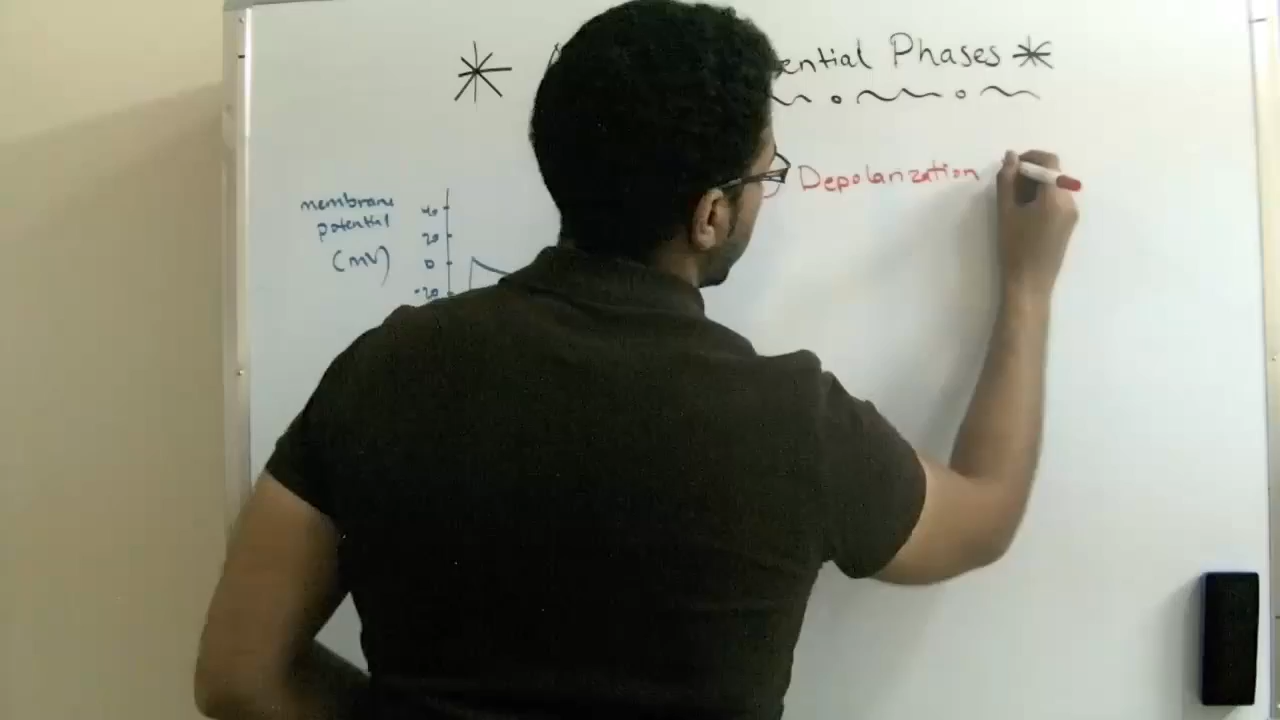 ential Phases
Depolarization
membrane
potential
(mV)
40
20
0
-20